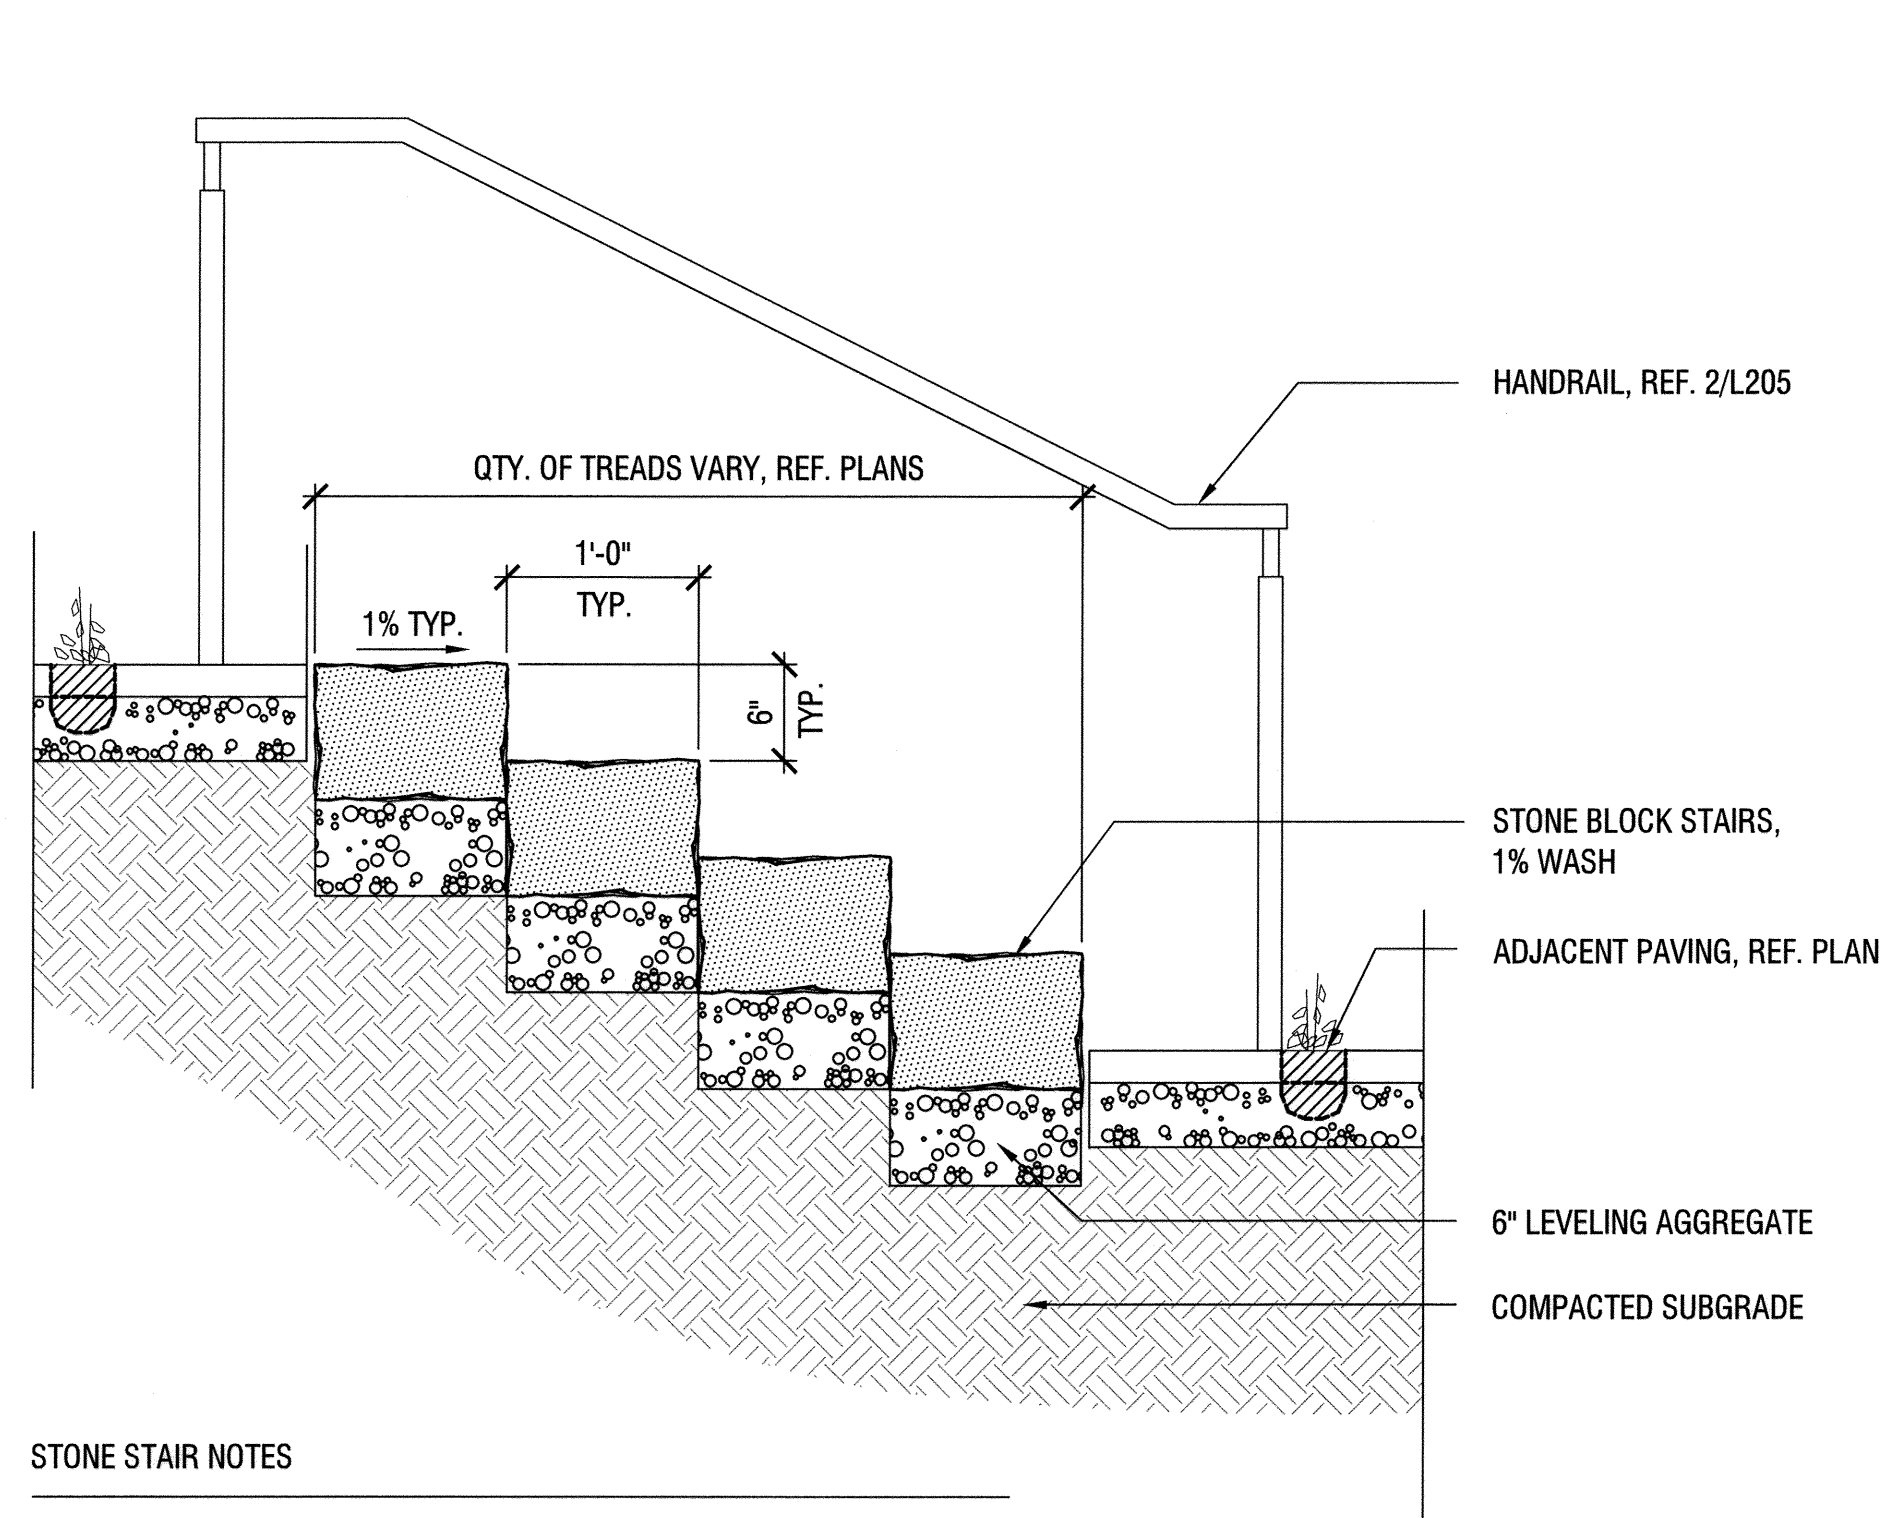 HANDRAIL, REF. 2/L205
QTY. OF TREADS VARY, REF. PLANS
1'-0"
TYP.
1% TYP.
6"
TYP.
STONE BLOCK STAIRS,
1% WASH
ADJACENT PAVING, REF. PLAN
6" LEVELING AGGREGATE
COMPACTED SUBGRADE
STONE STAIR NOTES